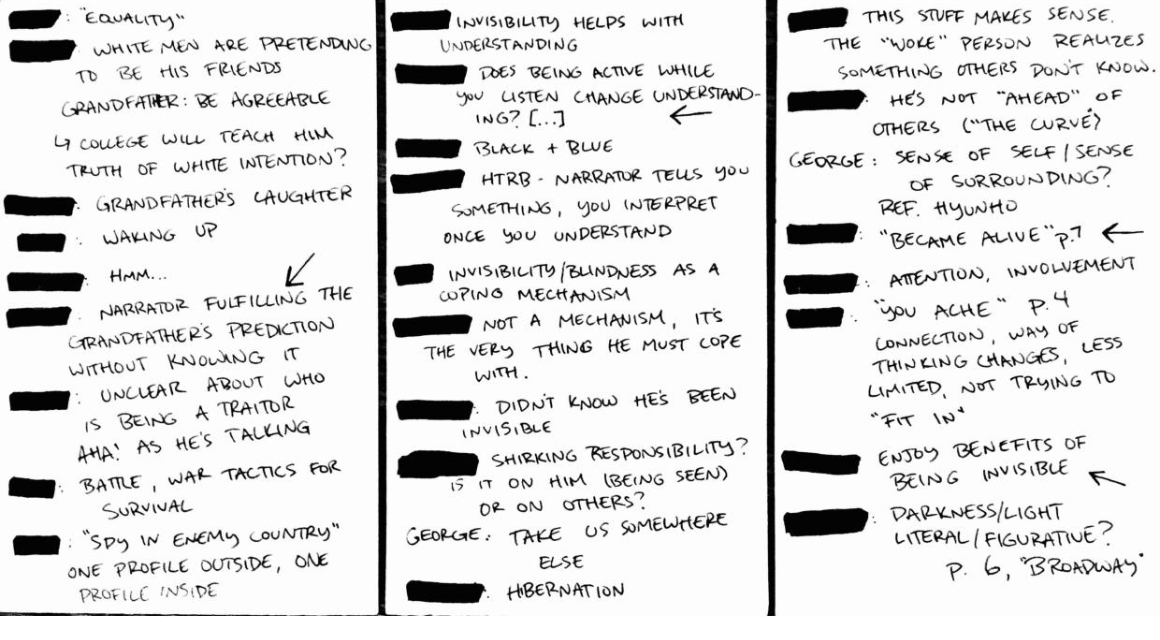 : "EQUALITY"
: WHITE MEN ARE PRETENDING
TO BE HIS FRIENDS
GRANDFATHER: BE AGREEABLE
↳ COLLEGE WILL TEACH HIM
TRUTH OF WHITE INTENTION?
: GRANDFATHER'S LAUGHTER
: WAKING UP
: HMM...
: NARRATOR FULFILLING THE
GRANDFATHER'S PREDICTION
WITHOUT KNOWING IT
: UNCLEAR ABOUT WHO
IS BEING A TRAITOR
AHA! AS HE'S TALKING
: BATTLE, WAR TACTICS FOR
SURVIVAL
: "SPY IN ENEMY COUNTRY"
ONE PROFILE OUTSIDE, ONE
PROFILE INSIDE
INVISIBILITY HELPS WITH
UNDERSTANDING
DOES BEING ACTIVE WHILE
YOU LISTEN CHANGE UNDERSTAND-
ING? [...] ←
BLACK + BLUE
HTRB - NARRATOR TELLS YOU
SOMETHING, YOU INTERPRET
ONCE YOU UNDERSTAND
INVISIBILITY/BLINDNESS AS A
COPING MECHANISM
NOT A MECHANISM, IT'S
THE VERY THING HE MUST COPE
WITH.
: DIDN'T KNOW HE'S BEEN
INVISIBLE
SHIRKING RESPONSIBILITY?
IS IT ON HIM (BEING SEEN)
OR ON OTHERS?
GEORGE: TAKE US SOMEWHERE
ELSE
: HIBERNATION
: THIS STUFF MAKES SENSE.
THE "WOKE" PERSON REALIZES
SOMETHING OTHERS DON'T KNOW.
: HE'S NOT "AHEAD" OF
OTHERS ("THE CURVE")
GEORGE: SENSE OF SELF/SENSE
OF SURROUNDING?
REF. HYUNHO
: "BECAME ALIVE" p.7 ←
: ATTENTION, INVOLVEMENT
: "YOU ACHE" P. 4
CONNECTION, WAY OF
THINKING CHANGES, LESS
LIMITED, NOT TRYING TO
"FIT IN"
ENJOY BENEFITS OF
BEING INVISIBLE
: DARKNESS/LIGHT
LITERAL/FIGURATIVE?
P. 6, "BROADWAY"